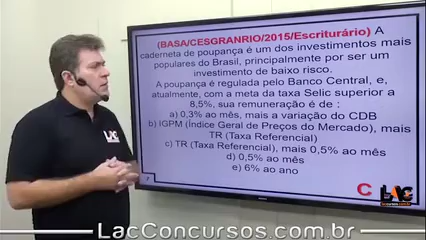 (BASA/CESGRANRIO/2015/Escriturário) A
caderneta de poupança é um dos investimentos mais
populares do Brasil, principalmente por ser um
investimento de baixo risco.
A poupança é regulada pelo Banco Central, e,
atualmente, com a meta da taxa Selic superior a
8,5%, sua remuneração é de :
a) 0,3% ao mês, mais a variação do CDB
b) IGPM (Índice Geral de Preços do Mercado), mais
TR (Taxa Referencial)
c) TR (Taxa Referencial), mais 0,5% ao mês
d) 0,5% ao mês
e) 6% ao ano
C
LAC
lacconcursos.com.br
LAC
LacConcursos.com.br